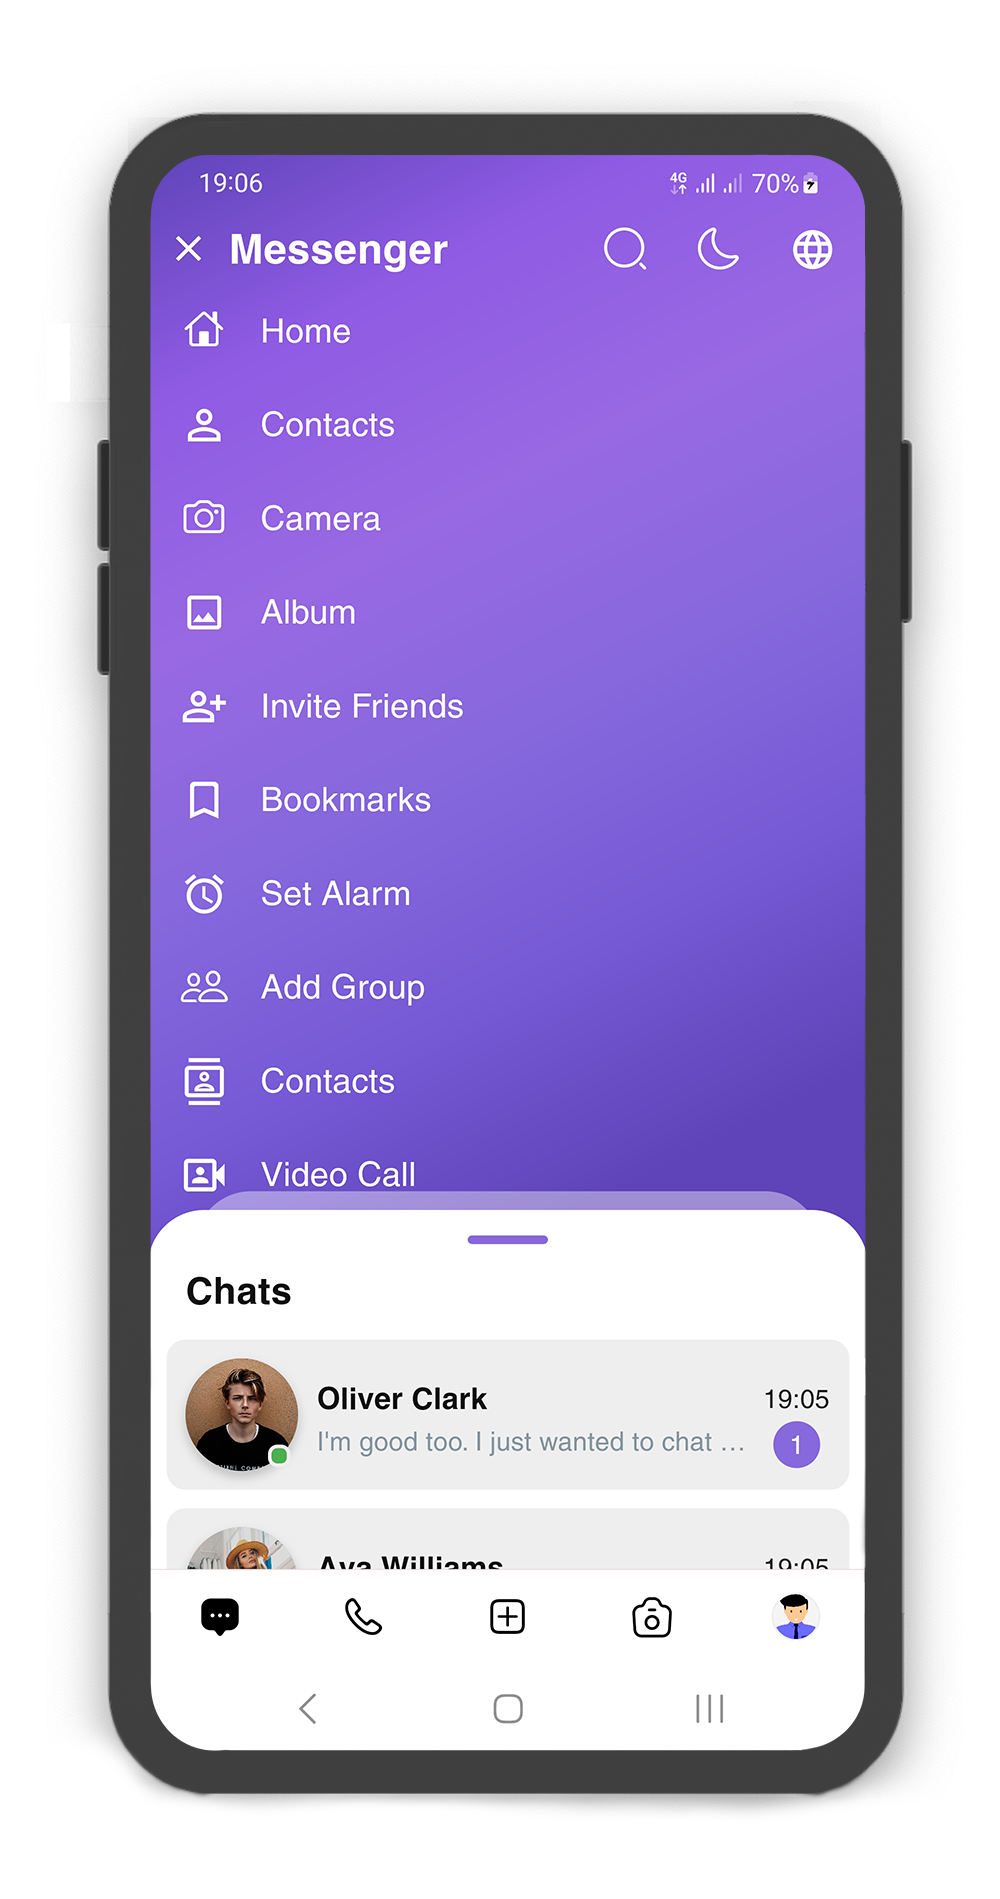 19:06
4G
70%
Messenger
Home
Contacts
Camera
Album
Invite Friends
Bookmarks
Set Alarm
Add Group
Contacts
Video Call
Chats
Oliver Clark
19:05
I'm good too. I just wanted to chat ...
1
Ava Williams
19:05